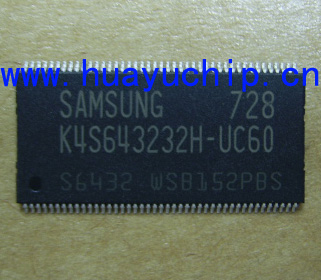 www.huayuchip.cn
SAMSUNG 728
K4S643232H-UC60
S6432 WSB152PBS